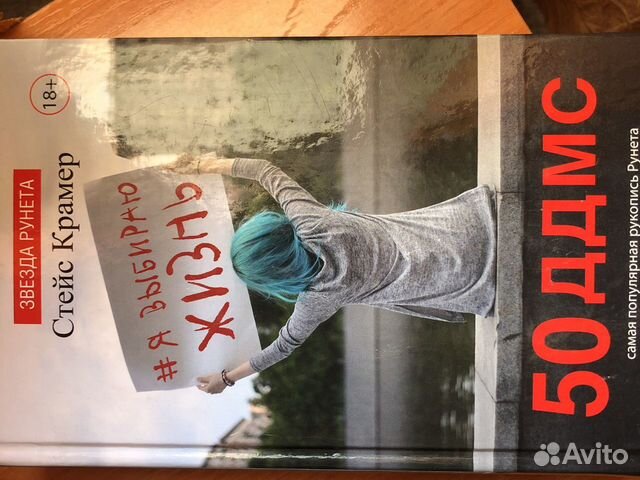 18+
ЗВЕЗДА РУНЕТА
Стейс Крамер
# Я ВЫБИРАЮ
ЖИЗНЬ
50 ДДМС
самая популярная рукопись Рунета
Avito